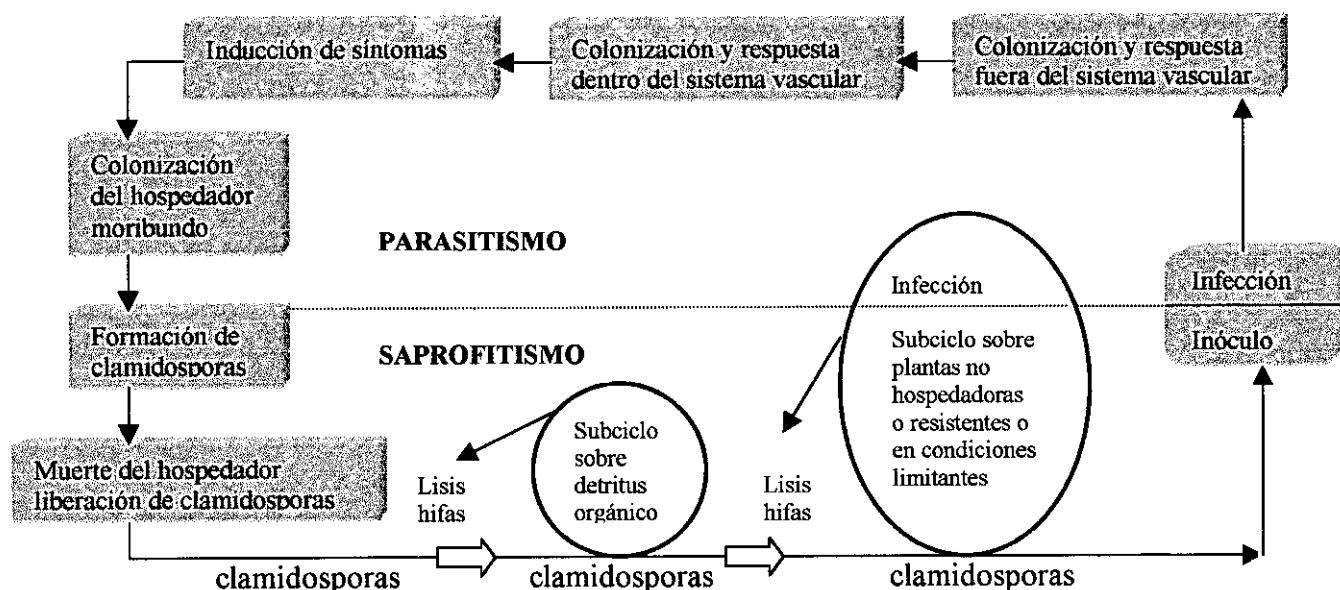 Inducción de síntomas
Colonización y respuesta
dentro del sistema vascular
Colonización y respuesta
fuera del sistema vascular
Colonización
del hospedador
moribundo
PARASITISMO
Infección
Infección
Formación de
clamidosporas
SAPROFITISMO
Subciclo sobre
plantas no
hospedadoras
o resistentes o
en condiciones
limitantes
Inóculo
Muerte del hospedador
liberación de clamidosporas
Lisis
hifas
Subciclo
sobre
detritus
orgánico
Lisis
hifas
clamidosporas
clamidosporas
clamidosporas